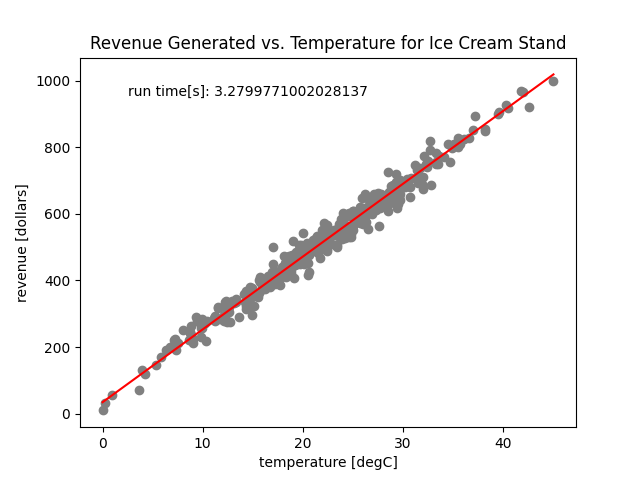 Revenue Generated vs. Temperature for Ice Cream Stand
run time[s]: 3.2799771002028137
1000
800
600
400
200
0
revenue [dollars]
0 10 20 30 40
temperature [degC]